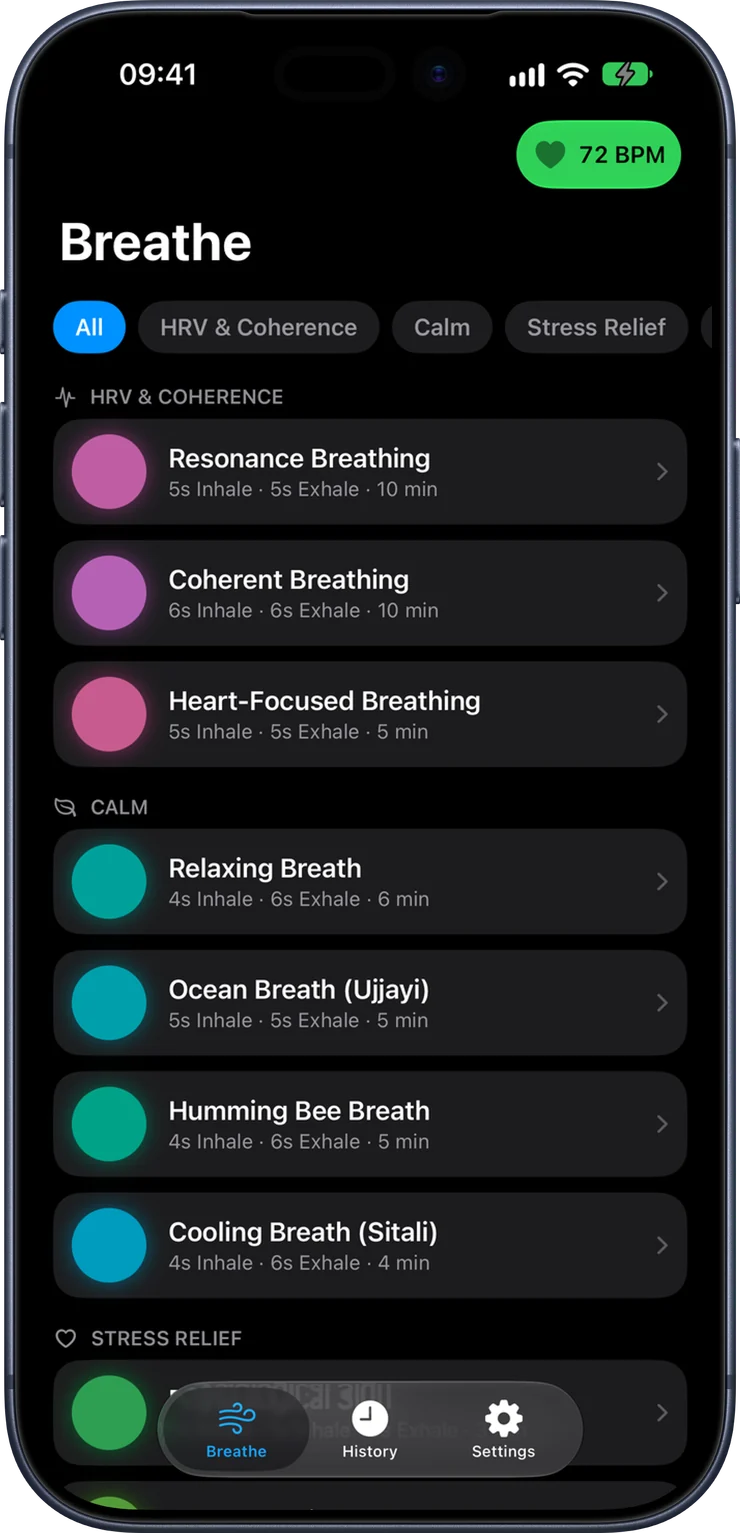 09:41
72 BPM
Breathe
All
HRV & Coherence
Calm
Stress Relief
HRV & COHERENCE
Resonance Breathing
5s Inhale · 5s Exhale · 10 min
Coherent Breathing
6s Inhale · 6s Exhale · 10 min
Heart-Focused Breathing
5s Inhale · 5s Exhale · 5 min
CALM
Relaxing Breath
4s Inhale · 6s Exhale · 6 min
Ocean Breath (Ujjayi)
5s Inhale · 5s Exhale · 5 min
Humming Bee Breath
4s Inhale · 6s Exhale · 5 min
Cooling Breath (Sitali)
4s Inhale · 6s Exhale · 4 min
STRESS RELIEF
Breathe
History
Settings